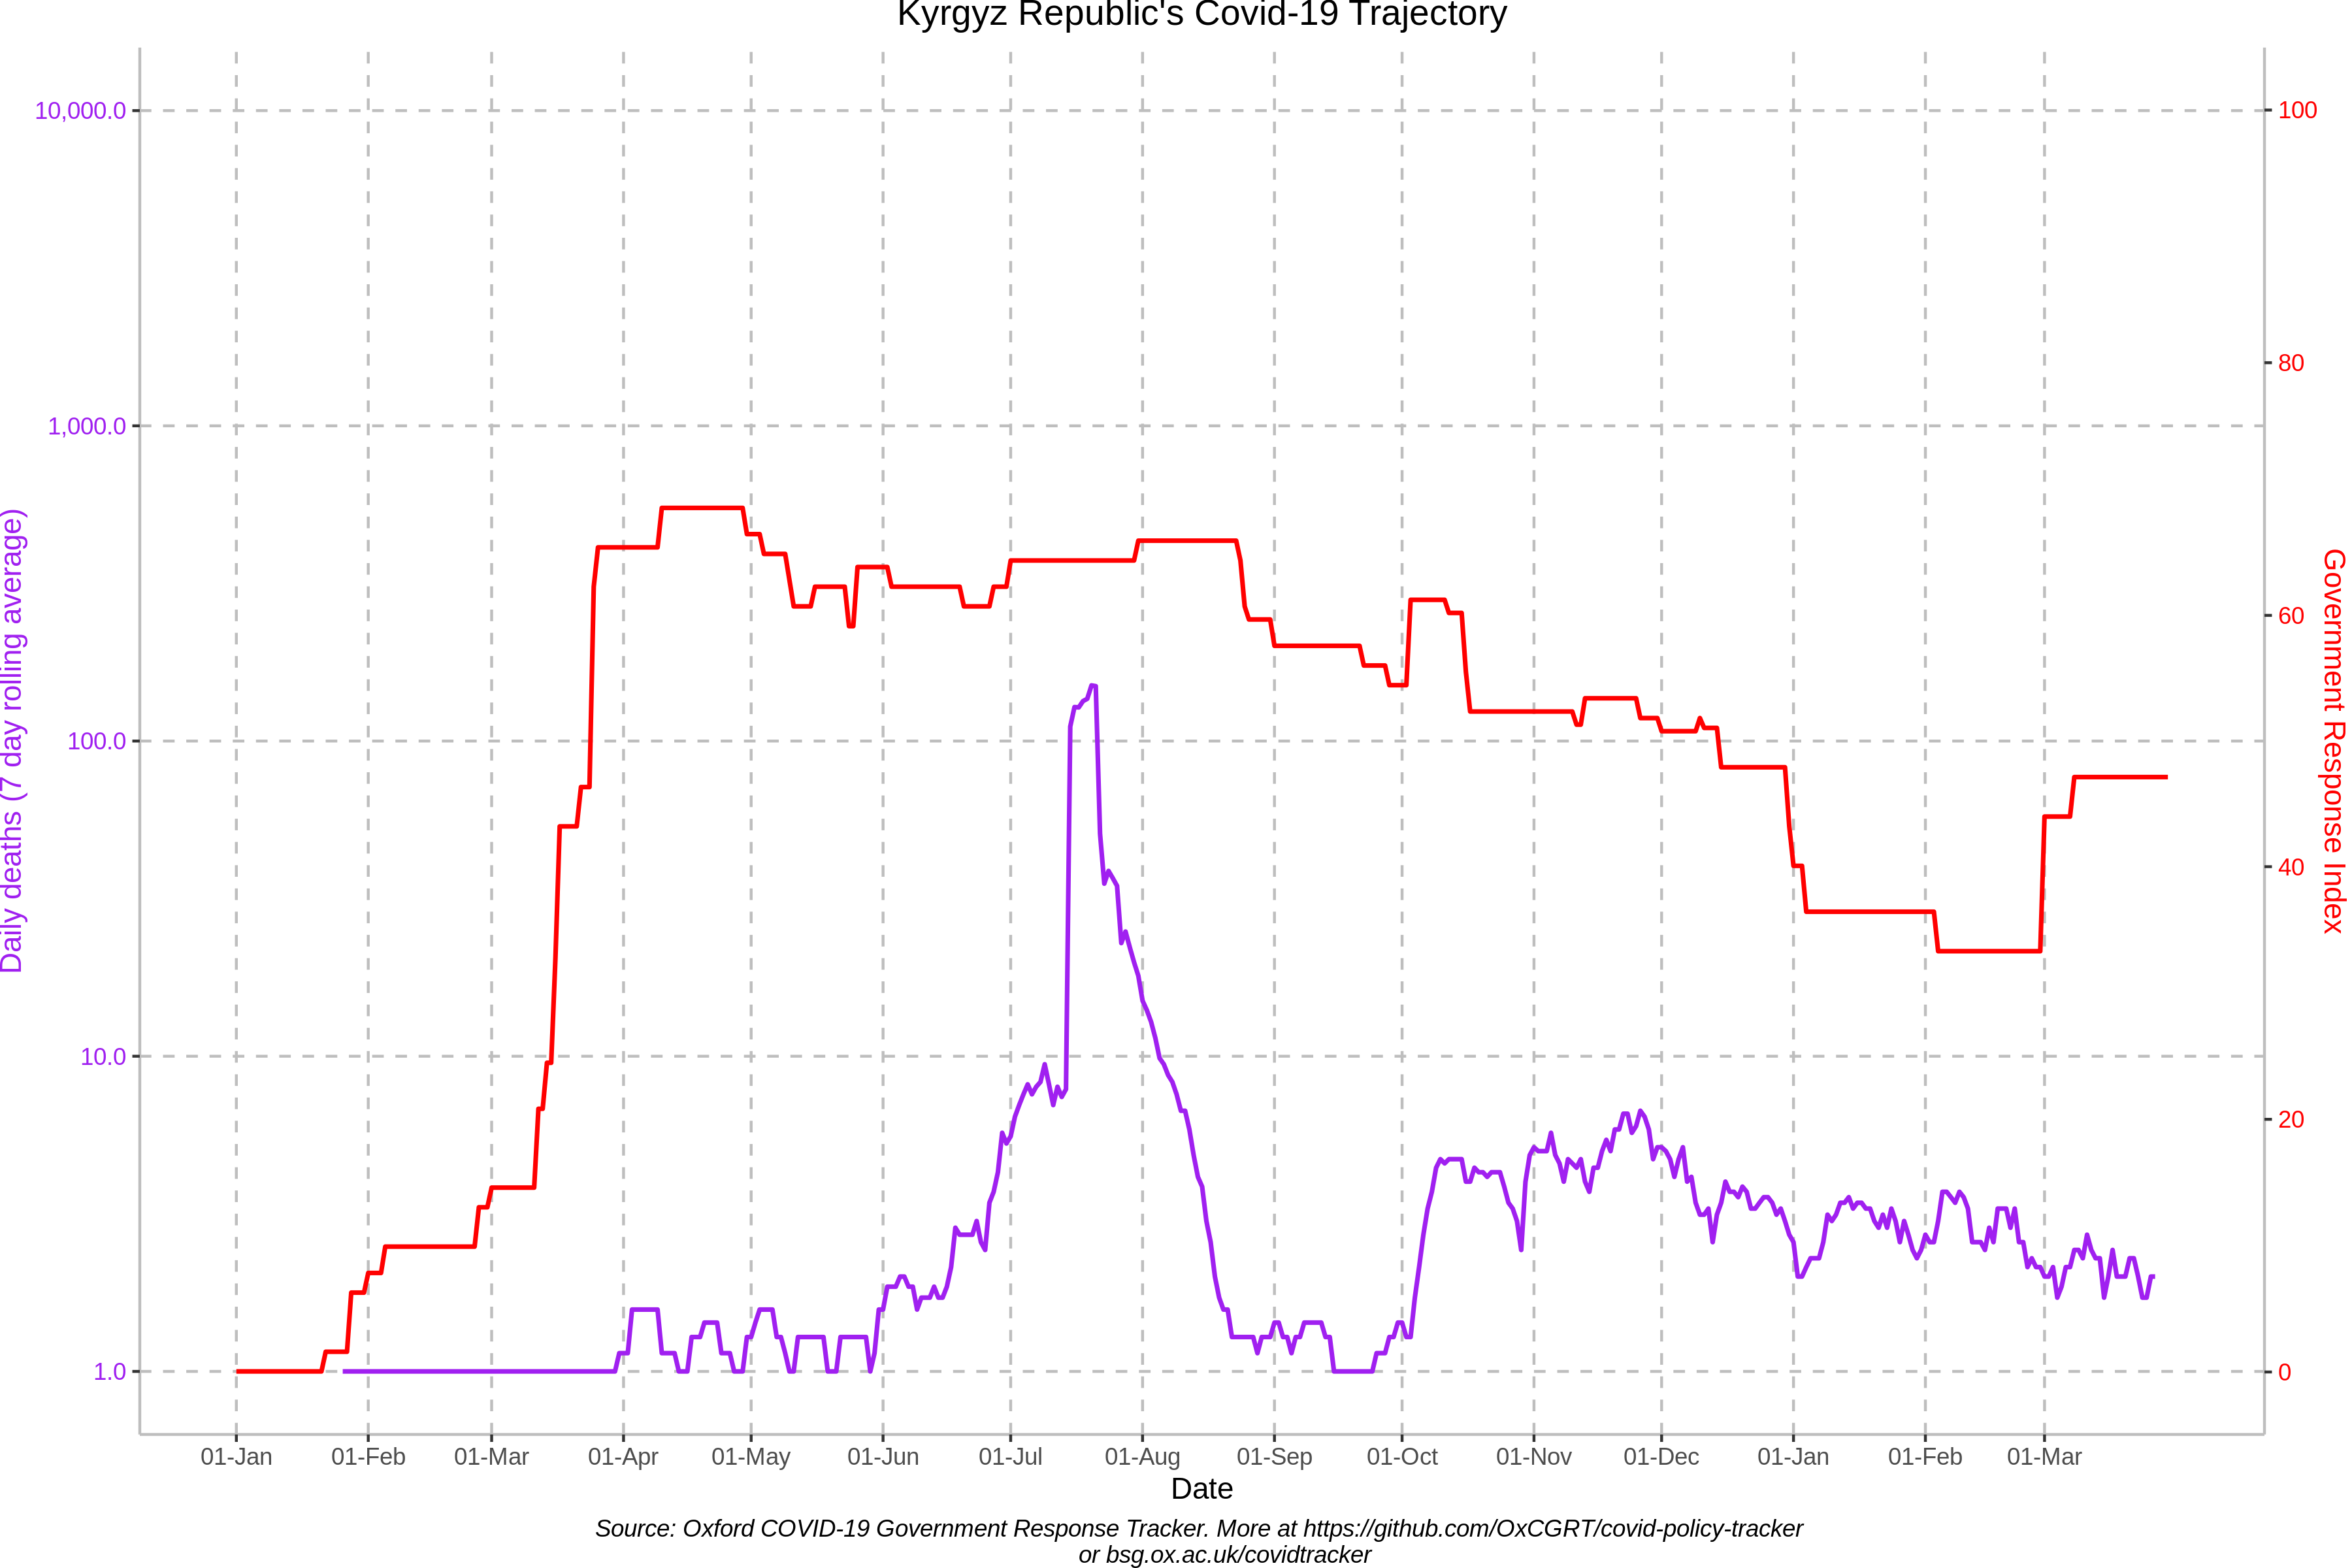 Kyrgyz Republic's Covid-19 Trajectory
10,000.0
1,000.0
100.0
10.0
1.0
Daily deaths (7 day rolling average)
100
80
60
40
20
0
Government Response Index
01-Jan 01-Feb 01-Mar 01-Apr 01-May 01-Jun 01-Jul 01-Aug 01-Sep 01-Oct 01-Nov 01-Dec 01-Jan 01-Feb 01-Mar
Date
Source: Oxford COVID-19 Government Response Tracker. More at https://github.com/OxCGRT/covid-policy-tracker
or bsg.ox.ac.uk/covidtracker